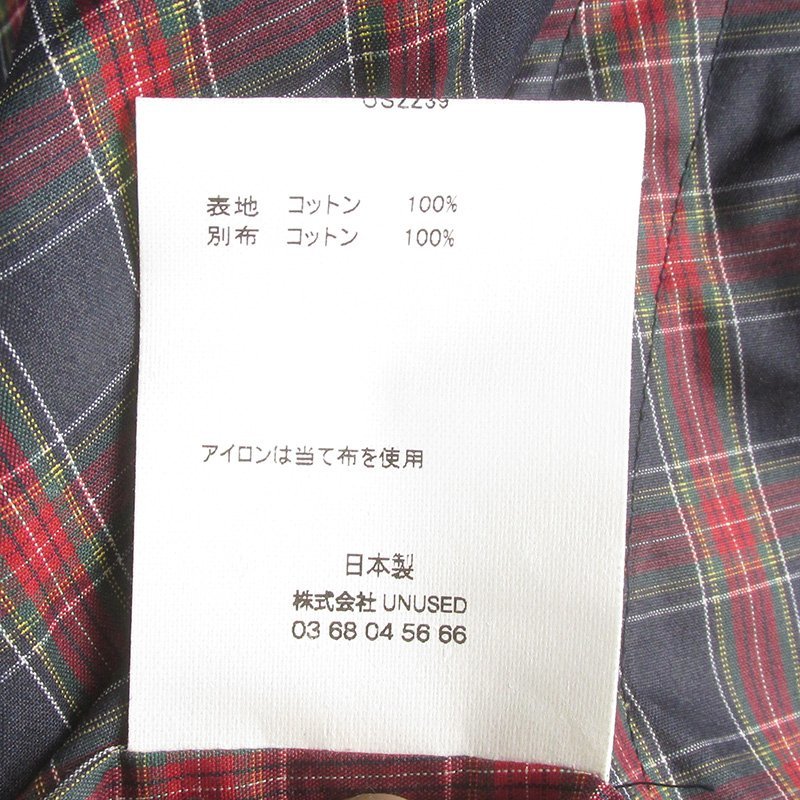 US2239
表地 コットン 100%
別布 コットン 100%
アイロンは当て布を使用
日本製
株式会社 UNUSED
03 68 04 56 66